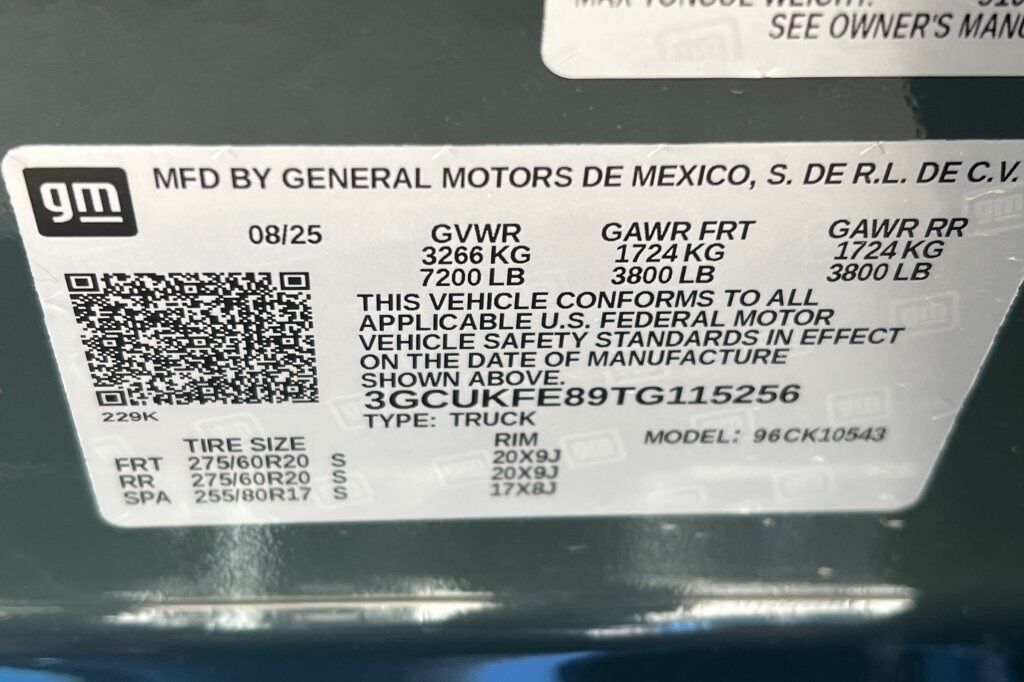 MAX TONGUE WEIGHT:
SEE OWNER'S MANU
gm
MFD BY GENERAL MOTORS DE MEXICO, S. DE R.L. DE C.V.
08/25 GVWR GAWR FRT GAWR RR
3266 KG 1724 KG 1724 KG
7200 LB 3800 LB 3800 LB
THIS VEHICLE CONFORMS TO ALL
APPLICABLE U.S. FEDERAL MOTOR
VEHICLE SAFETY STANDARDS IN EFFECT
ON THE DATE OF MANUFACTURE
SHOWN ABOVE.
3GCUKFE89TG115256
229K
TYPE: TRUCK
TIRE SIZE RIM MODEL: 96CK10543
FRT 275/60R20 S 20X9J
RR 275/60R20 S 20X9J
SPA 255/80R17 S 17X8J